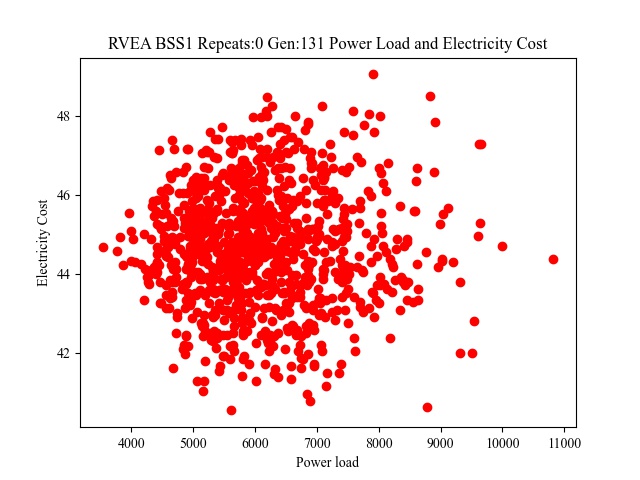 RVEA BSS1 Repeats:0 Gen:131 Power Load and Electricity Cost
48
46
44
42
Electricity Cost
4000 5000 6000 7000 8000 9000 10000 11000
Power load